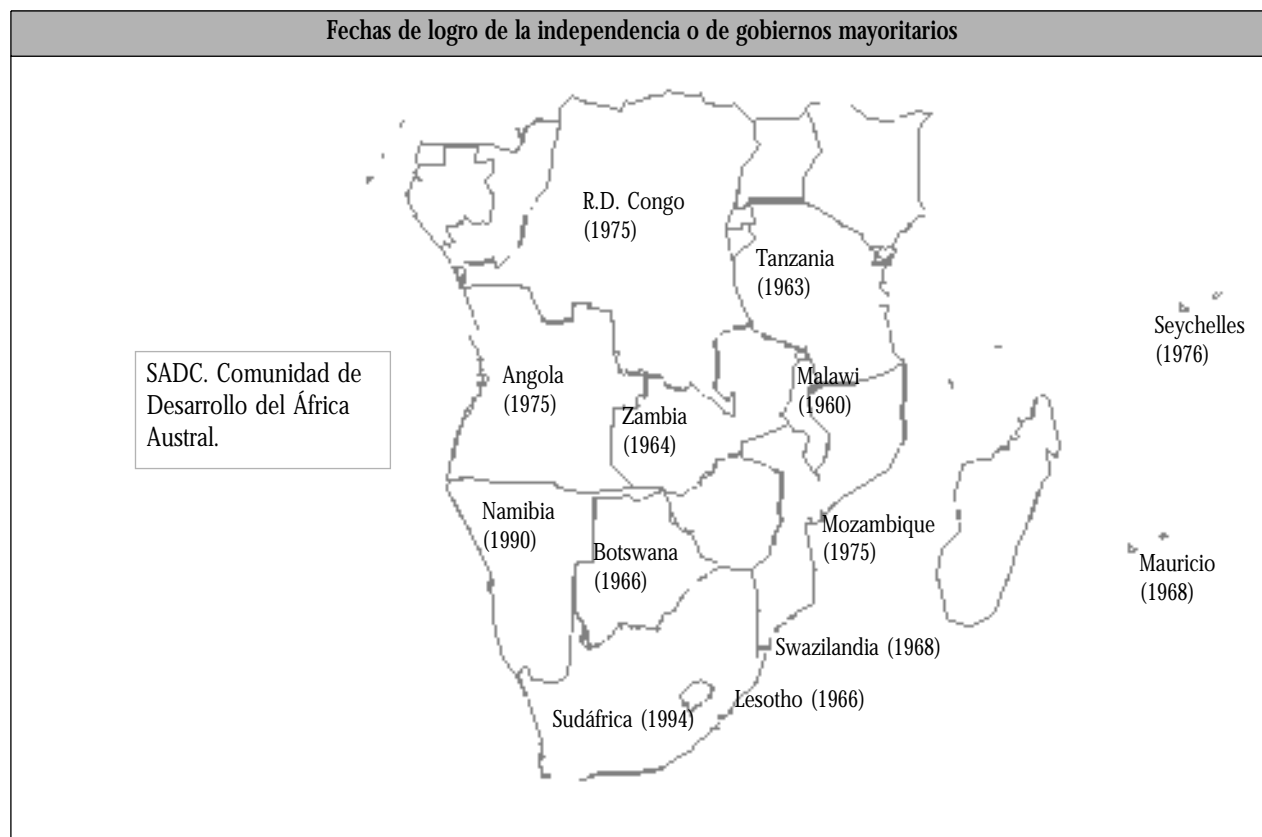 Fechas de logro de la independencia o de gobiernos mayoritarios
R.D. Congo
(1975)
Tanzania
(1963)
Seychelles
(1976)
SADC. Comunidad de
Desarrollo del África
Austral.
Angola
(1975)
Malawi
(1960)
Zambia
(1964)
Namibia
(1990)
Mozambique
(1975)
Botswana
(1966)
Mauricio
(1968)
Swazilandia (1968)
Lesotho (1966)
Sudáfrica (1994)